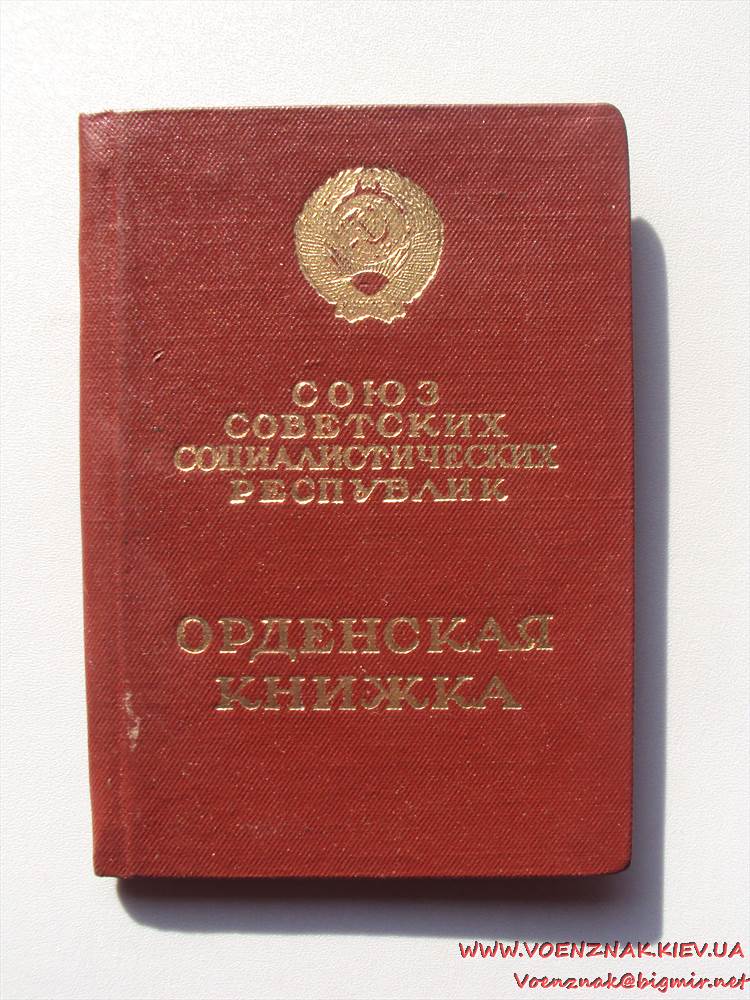 СОЮЗ
СОВЕТСКИХ
СОЦИАЛИСТИЧЕСКИХ
РЕСПУБЛИК
ОРДЕНСКАЯ
КНИЖКА
WWW.VOENZNAK.KIEV.UA
Voenznak@bigmir.net